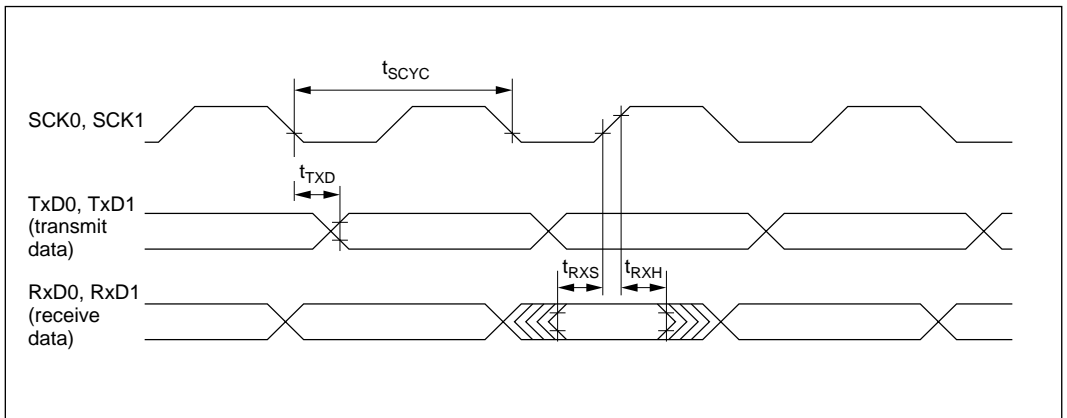 tSCYC
SCK0, SCK1
tTXD
TxD0, TxD1
(transmit
data)
tRXS
tRXH
RxD0, RxD1
(receive
data)